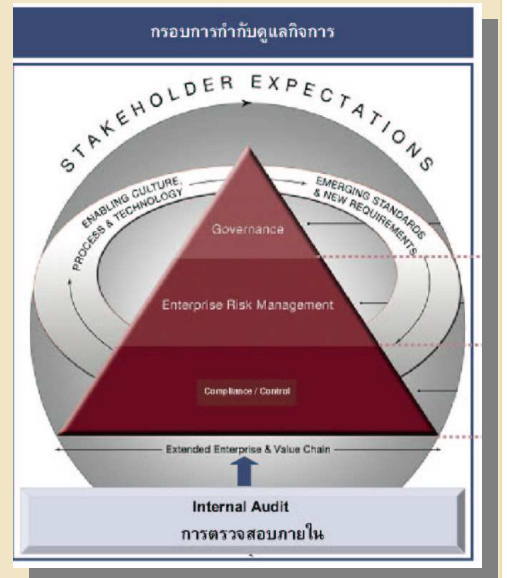 กรอบการกำกับดูแลกิจการ
STAKEHOLDER EXPECTATIONS
ENABLING CULTURE,
PROCESS & TECHNOLOGY
EMERGING STANDARDS
& NEW REQUIREMENTS
Governance
Enterprise Risk Management
Compliance / Control
Extended Enterprise & Value Chain
Internal Audit
การตรวจสอบภายใน